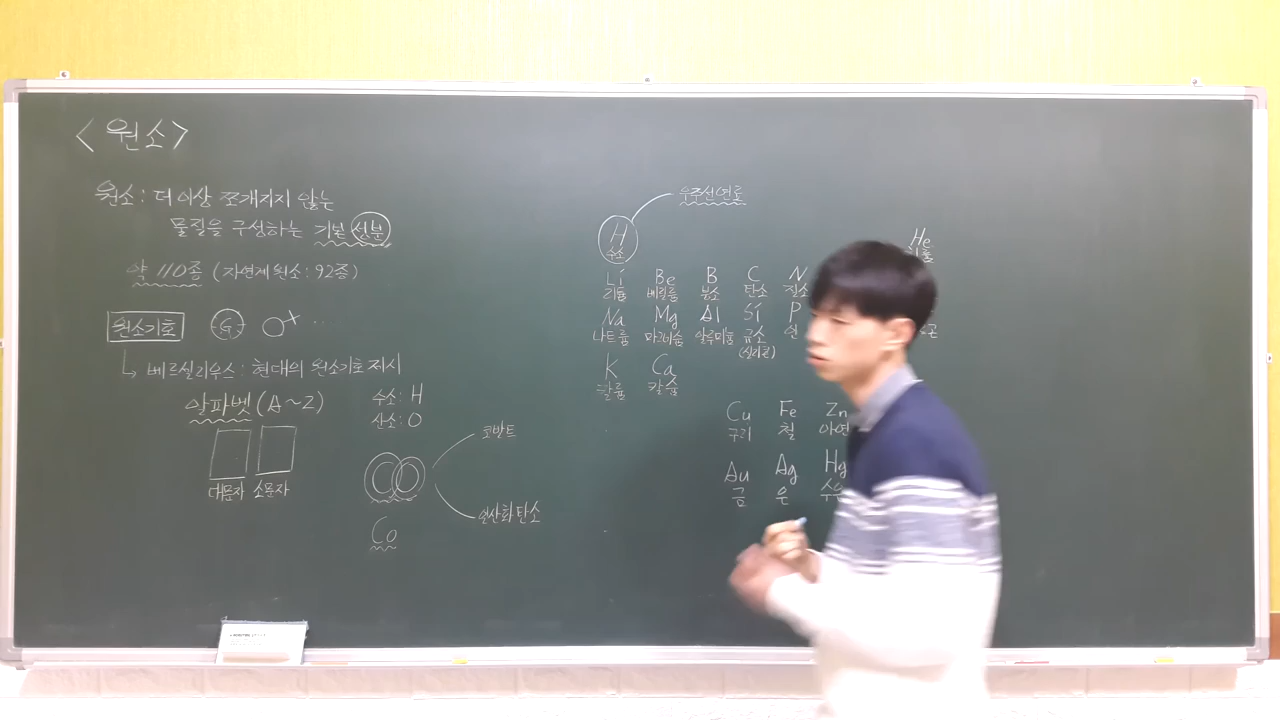 <원소>
원소: 더 이상 쪼개지지 않는
물질을 구성하는 기본 성분
약 110종 (자연계 원소: 92종)
원소기호
G
베르셀리우스: 현대의 원소기호 제시
알파벳 (A~Z)
대문자 소문자
수소: H
산소: O
CO
코발트
일산화탄소
Co
우주선 연료
H
수소
He
Li Be B C N
리튬 베릴륨 붕소 탄소 질소
Na Mg Al Si P
나트륨 마그네슘 알루미늄 규소 인
(실리콘)
K Ca
칼륨 칼슘
Cu Fe Zn
구리 철 아연
Au Ag Hg
금 은 수은